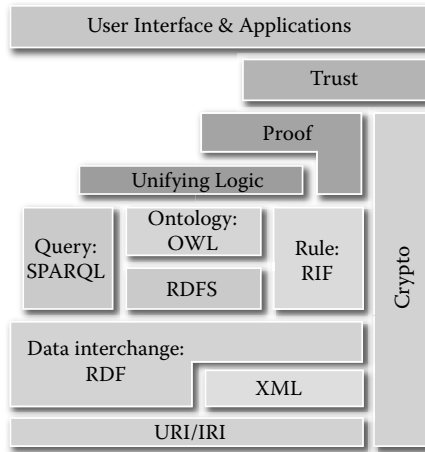 User Interface & Applications
Trust
Proof
Unifying Logic
Query:
SPARQL
Ontology:
OWL
RDFS
Rule:
RIF
Crypto
Data interchange:
RDF
XML
URI/IRI